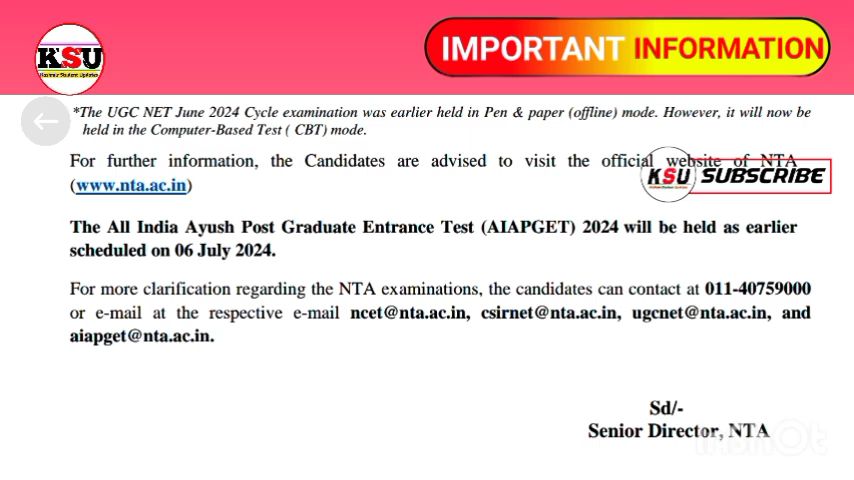 KSU
Kashmir Student Updates
IMPORTANT INFORMATION
*The UGC NET June 2024 Cycle examination was earlier held in Pen & paper (offline) mode. However, it will now be
held in the Computer-Based Test ( CBT) mode.
For further information, the Candidates are advised to visit the official website of NTA
(www.nta.ac.in)
KSU SUBSCRIBE
The All India Ayush Post Graduate Entrance Test (AIAPGET) 2024 will be held as earlier
scheduled on 06 July 2024.
For more clarification regarding the NTA examinations, the candidates can contact at 011-40759000
or e-mail at the respective e-mail ncet@nta.ac.in, csirnet@nta.ac.in, ugcnet@nta.ac.in, and
aiapget@nta.ac.in.
Sd/-
Senior Director, NTA